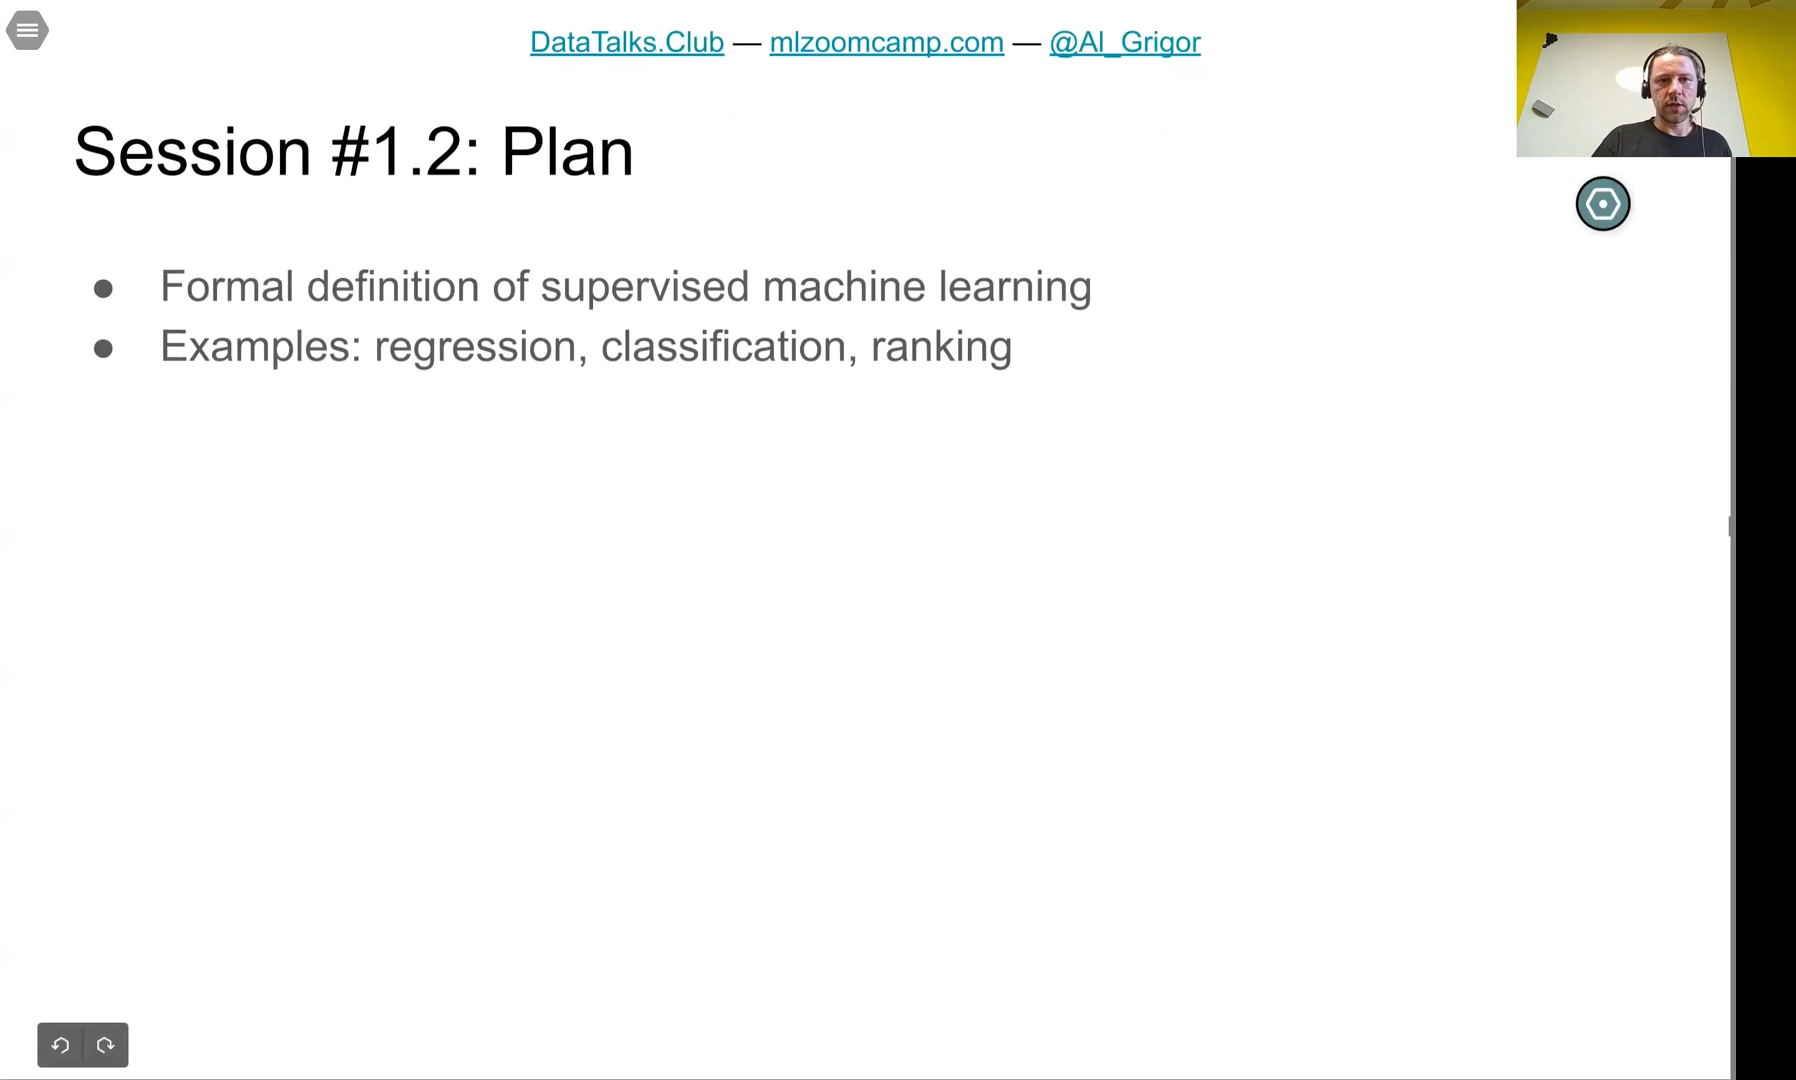 DataTalks.Club — mlzoomcamp.com — @Al_Grigor
Session #1.2: Plan
● Formal definition of supervised machine learning
● Examples: regression, classification, ranking